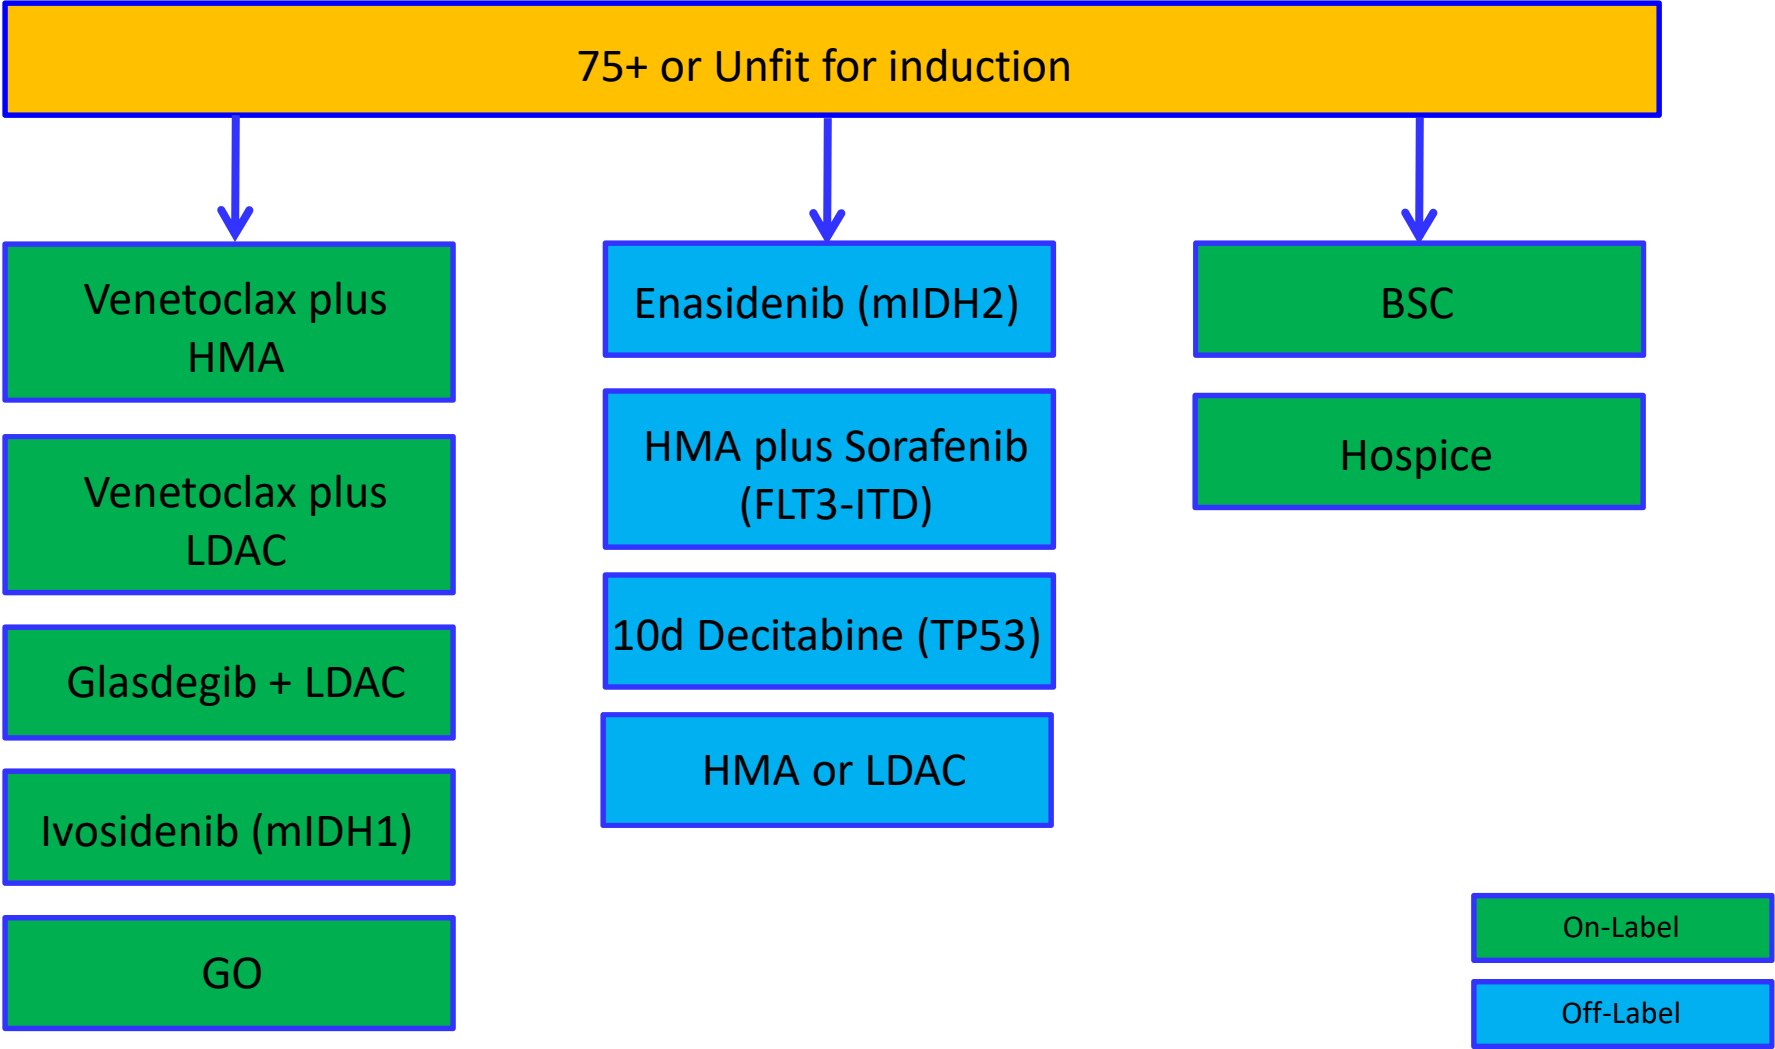 75+ or Unfit for induction
Venetoclax plus
HMA
Venetoclax plus
LDAC
Glasdegib + LDAC
Ivosidenib (mIDH1)
GO
Enasidenib (mIDH2)
HMA plus Sorafenib
(FLT3-ITD)
10d Decitabine (TP53)
HMA or LDAC
BSC
Hospice
On-Label
Off-Label